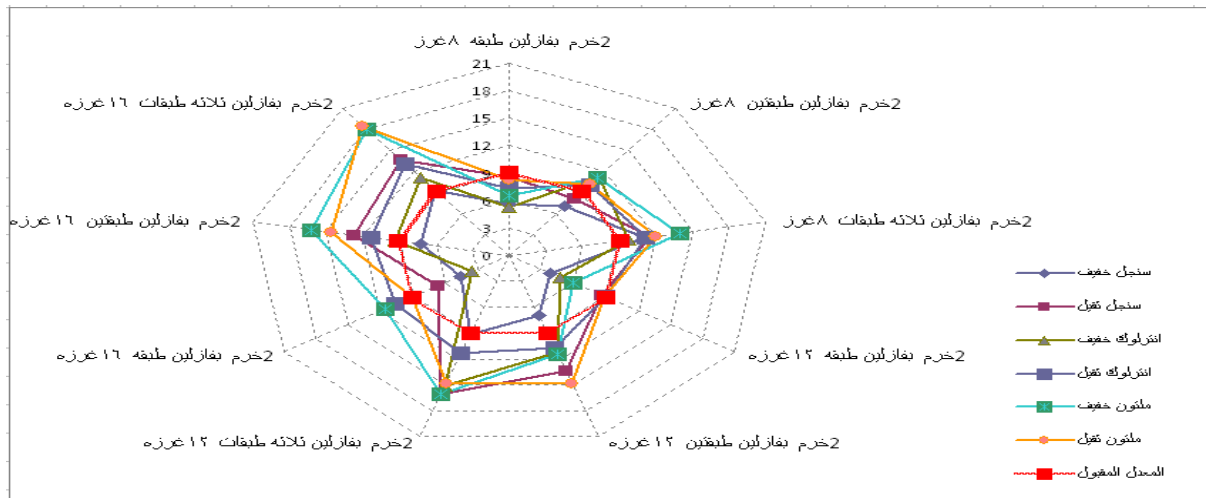 2خرم بفازلين طبقه ٨غرز
2خرم بفازلين طبقتين ٨غرز
2خرم بفازلين ثلاثه طبقات ٨غرز
2خرم بفازلين طبقه ١٢غرزه
2خرم بفازلين طبقتين ١٢غرزه
2خرم بفازلين ثلاثه طبقات ١٢غرزه
2خرم بفازلين طبقه ١٦غرزه
2خرم بفازلين طبقتين ١٦غرزه
2خرم بفازلين ثلاثه طبقات ١٦غرزه
21
18
15
12
9
6
3
0
سنجل خفيف
سنجل ثقيل
انترلوك خفيف
انترلوك ثقيل
ملتون خفيف
ملتون ثقيل
المعدل المقبول